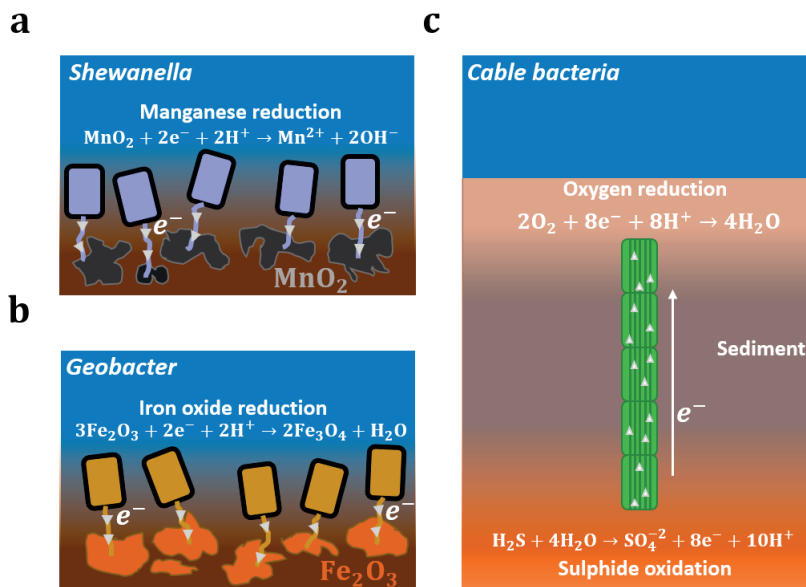 a
Shewanella
Manganese reduction
MnO₂ + 2e⁻ + 2H⁺ → Mn²⁺ + 2OH⁻
e⁻
e⁻
MnO₂
b
Geobacter
Iron oxide reduction
3Fe₂O₃ + 2e⁻ + 2H⁺ → 2Fe₃O₄ + H₂O
e⁻
e⁻
Fe₂O₃
c
Cable bacteria
Oxygen reduction
2O₂ + 8e⁻ + 8H⁺ → 4H₂O
Sediment
e⁻
H₂S + 4H₂O → SO₄⁻² + 8e⁻ + 10H⁺
Sulphide oxidation